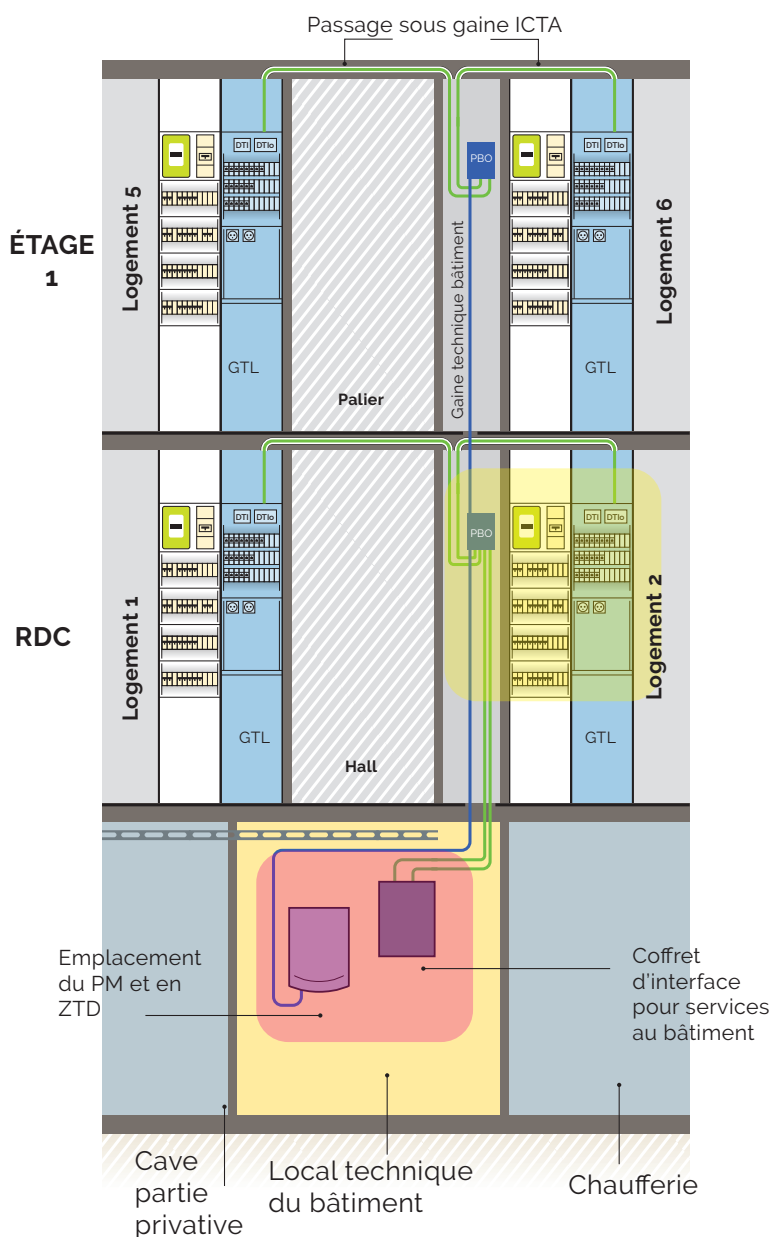 Passage sous gaine ICTA
ÉTAGE
1
Logement 5
DTI
DTIo
GTL
Palier
Gaine technique bâtiment
PBO
DTI
DTIo
GTL
Logement 6
RDC
Logement 1
DTI
DTIo
GTL
Hall
PBO
DTI
DTIo
GTL
Logement 2
Emplacement
du PM et en
ZTD
Coffret
d'interface
pour services
au bâtiment
Cave
partie
privative
Local technique
du bâtiment
Chaufferie